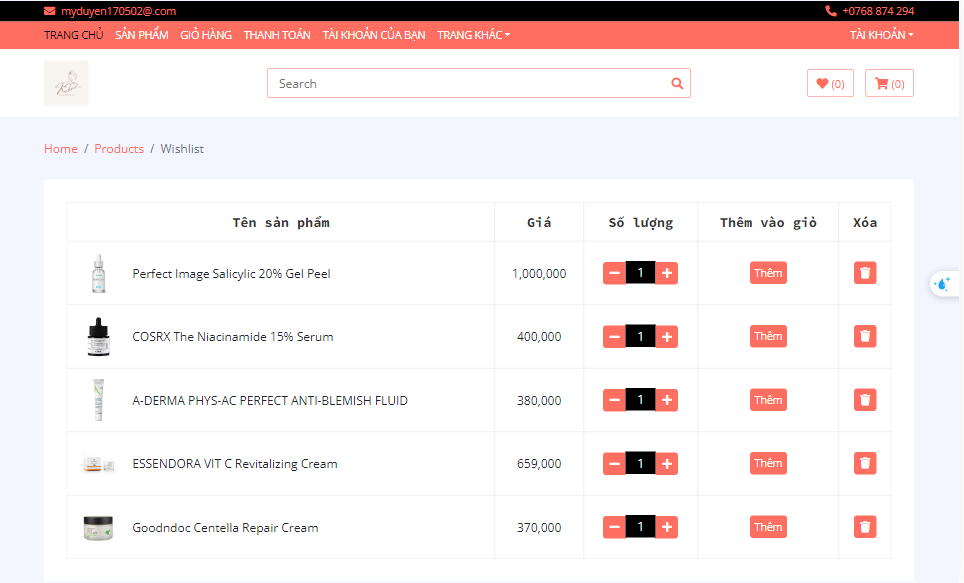 myduyen170502@.com +0768 874 294
TRANG CHỦ SẢN PHẨM GIỎ HÀNG THANH TOÁN TÀI KHOẢN CỦA BẠN TRANG KHÁC TÀI KHOẢN
Search (0) (0)
Home / Products / Wishlist
Tên sản phẩm Giá Số lượng Thêm vào giỏ Xóa
Perfect Image Salicylic 20% Gel Peel 1,000,000 1 Thêm
COSRX The Niacinamide 15% Serum 400,000 1 Thêm
A-DERMA PHYS-AC PERFECT ANTI-BLEMISH FLUID 380,000 1 Thêm
ESSENDORA VIT C Revitalizing Cream 659,000 1 Thêm
Goodndoc Centella Repair Cream 370,000 1 Thêm